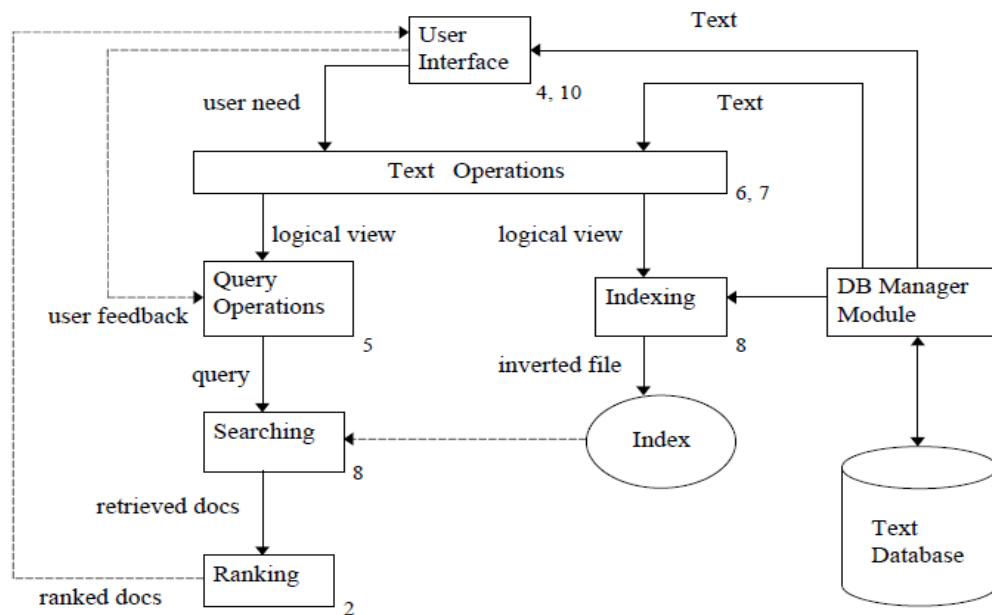 Text
User
Interface
4, 10
user need
Text
Text Operations
6, 7
logical view
logical view
Query
Operations
5
Indexing
8
DB Manager
Module
user feedback
query
inverted file
Searching
8
Index
retrieved docs
Text
Database
Ranking
2
ranked docs